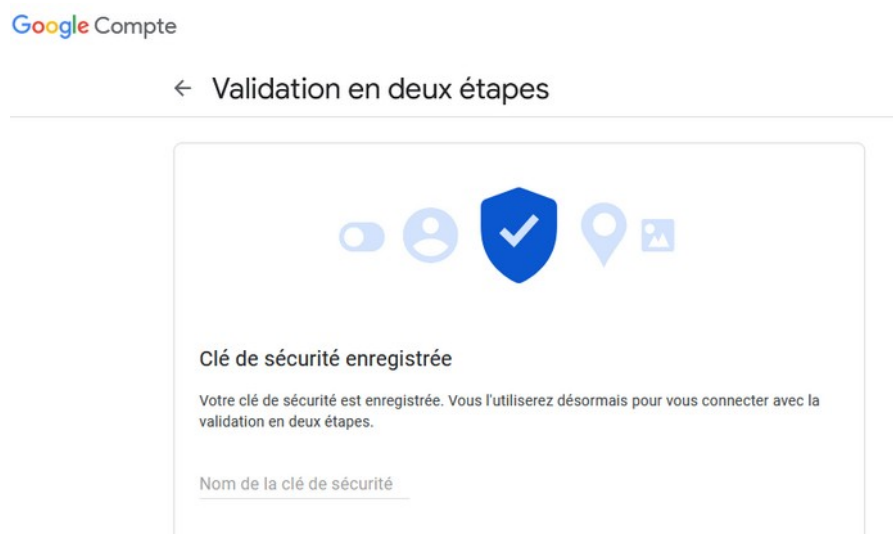 Google Compte
← Validation en deux étapes
Clé de sécurité enregistrée
Votre clé de sécurité est enregistrée. Vous l'utiliserez désormais pour vous connecter avec la
validation en deux étapes.
Nom de la clé de sécurité